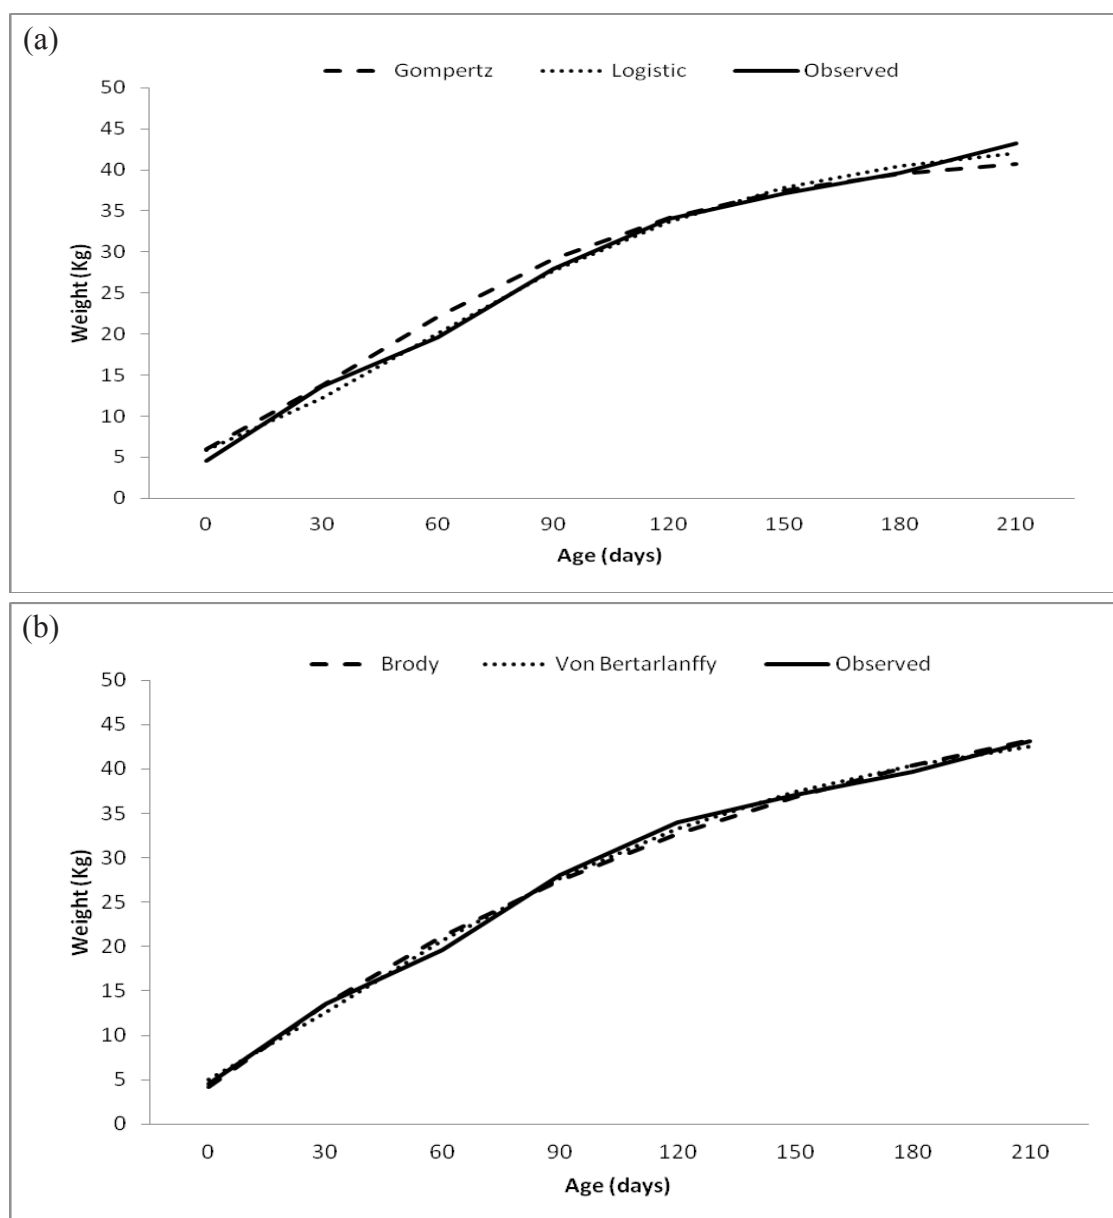 (a)
Gompertz Logistic Observed
50
45
40
35
30
25
20
15
10
5
0
Weight (Kg)
0 30 60 90 120 150 180 210
Age (days)
(b)
Brody Von Bertarlanffy Observed
50
45
40
35
30
25
20
15
10
5
0
Weight (Kg)
0 30 60 90 120 150 180 210
Age (days)